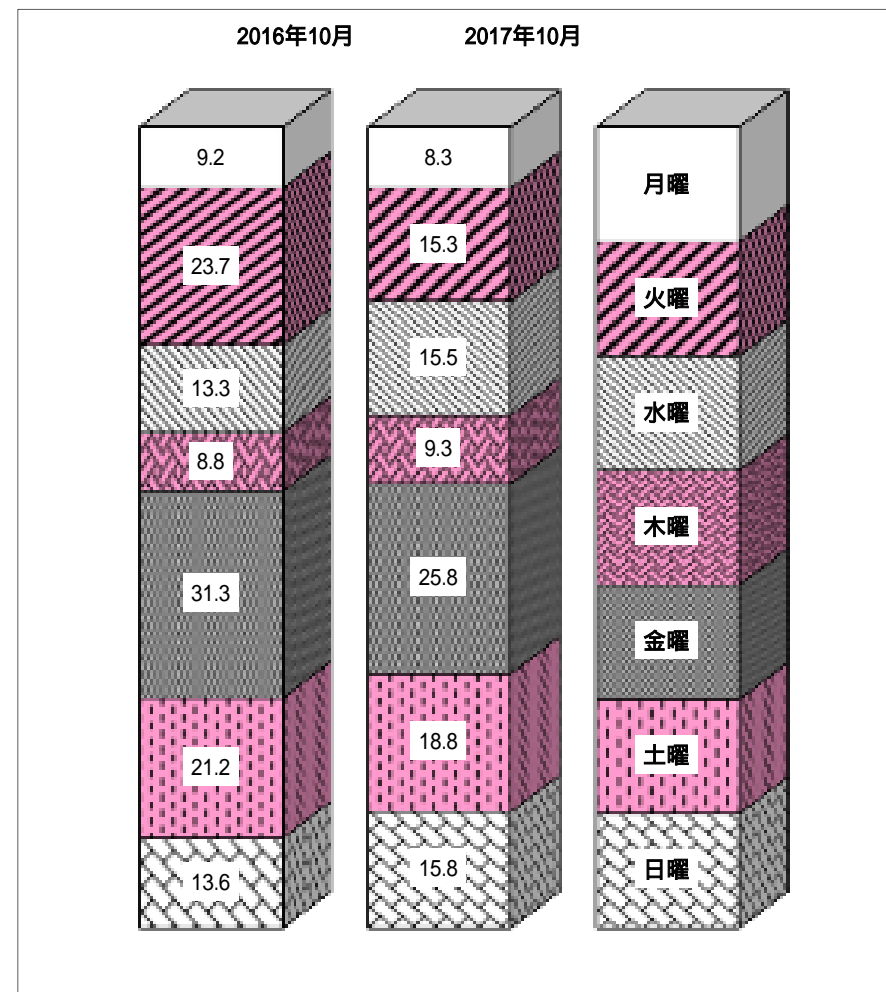 2016年10月 2017年10月
9.2 8.3 月曜
23.7 15.3 火曜
13.3 15.5 水曜
8.8 9.3 木曜
31.3 25.8 金曜
21.2 18.8 土曜
13.6 15.8 日曜